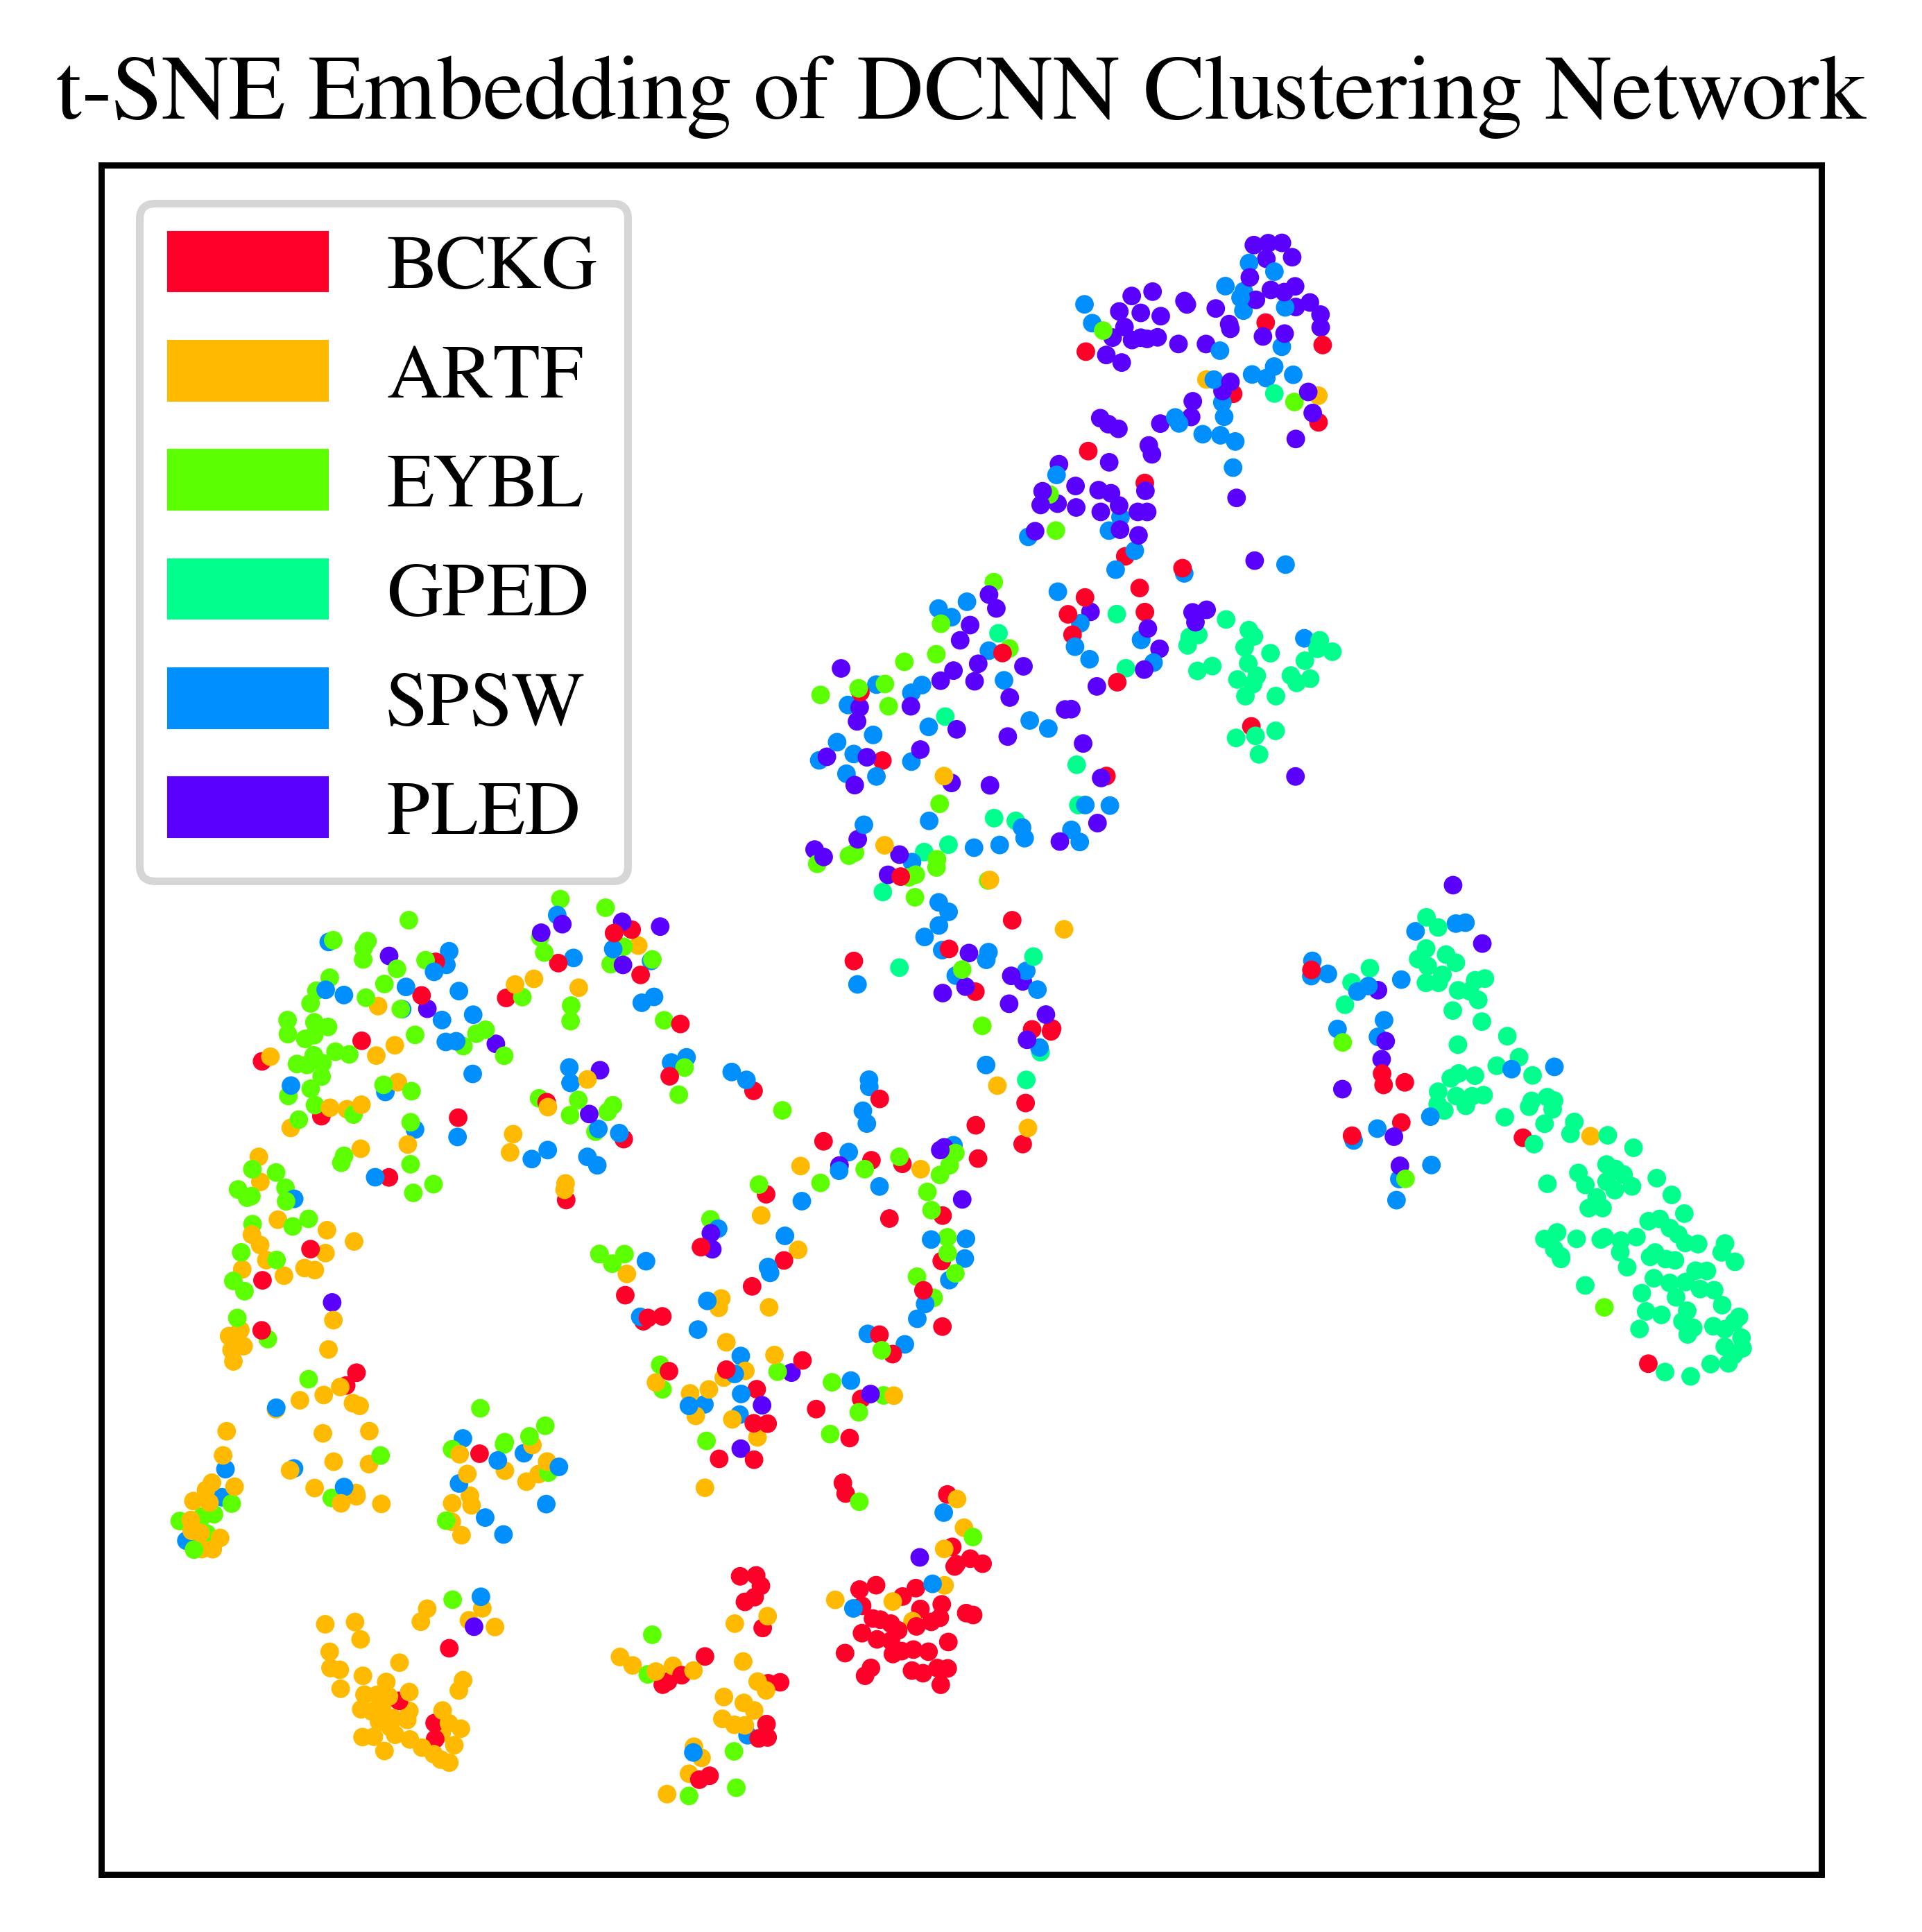 t-SNE Embedding of DCNN Clustering Network
BCKG
ARTF
EYBL
GPED
SPSW
PLED